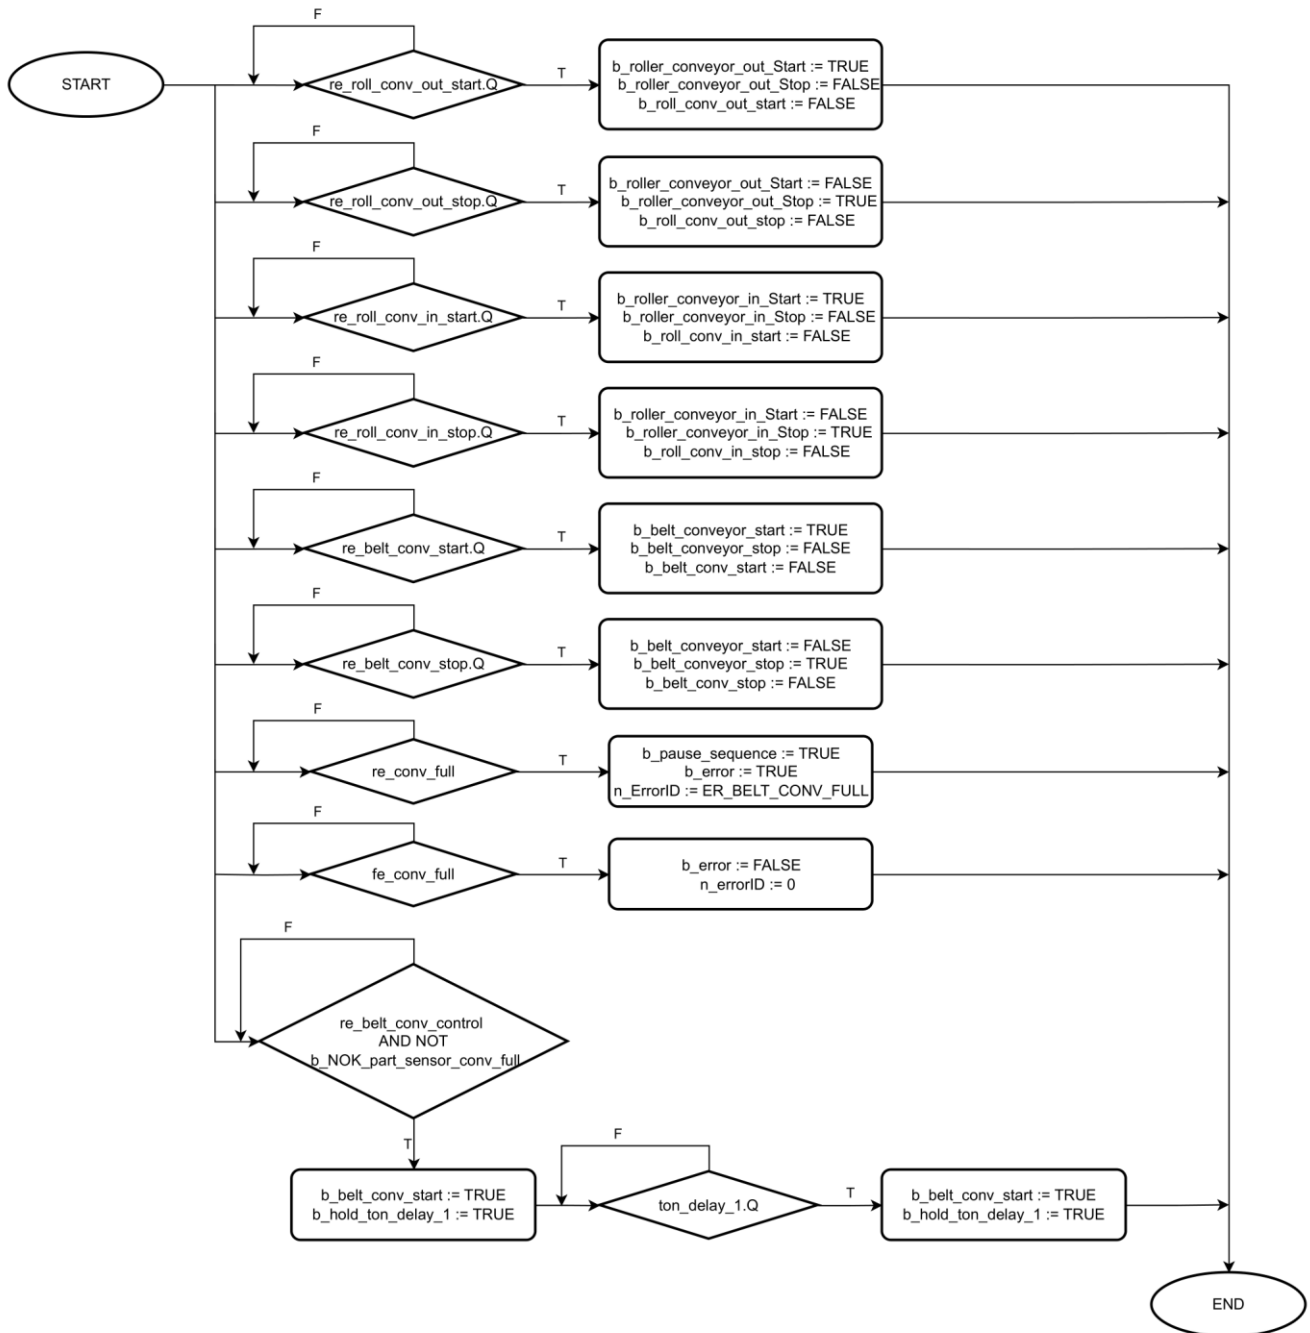 START
F
re_roll_conv_out_start.Q
T
b_roller_conveyor_out_Start := TRUE
b_roller_conveyor_out_Stop := FALSE
b_roll_conv_out_start := FALSE
F
re_roll_conv_out_stop.Q
T
b_roller_conveyor_out_Start := FALSE
b_roller_conveyor_out_Stop := TRUE
b_roll_conv_out_stop := FALSE
F
re_roll_conv_in_start.Q
T
b_roller_conveyor_in_Start := TRUE
b_roller_conveyor_in_Stop := FALSE
b_roll_conv_in_start := FALSE
F
re_roll_conv_in_stop.Q
T
b_roller_conveyor_in_Start := FALSE
b_roller_conveyor_in_Stop := TRUE
b_roll_conv_in_stop := FALSE
F
re_belt_conv_start.Q
T
b_belt_conveyor_start := TRUE
b_belt_conveyor_stop := FALSE
b_belt_conv_start := FALSE
F
re_belt_conv_stop.Q
T
b_belt_conveyor_start := FALSE
b_belt_conveyor_stop := TRUE
b_belt_conv_stop := FALSE
F
re_conv_full
T
b_pause_sequence := TRUE
b_error := TRUE
n_ErrorID := ER_BELT_CONV_FULL
F
fe_conv_full
T
b_error := FALSE
n_errorID := 0
F
re_belt_conv_control
AND NOT
b_NOK_part_sensor_conv_full
T
b_belt_conv_start := TRUE
b_hold_ton_delay_1 := TRUE
F
ton_delay_1.Q
T
b_belt_conv_start := TRUE
b_hold_ton_delay_1 := TRUE
END